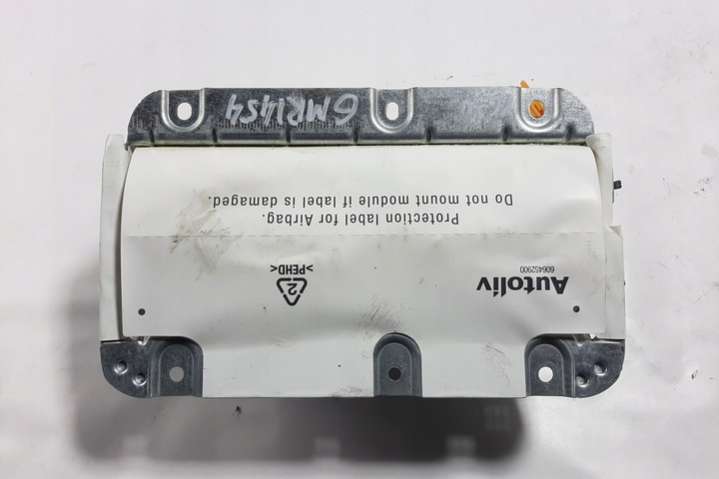 6MR1454
Protection label for Airbag.
Do not mount module if label is damaged.
Autoliv
606452900
2
>PEHD<